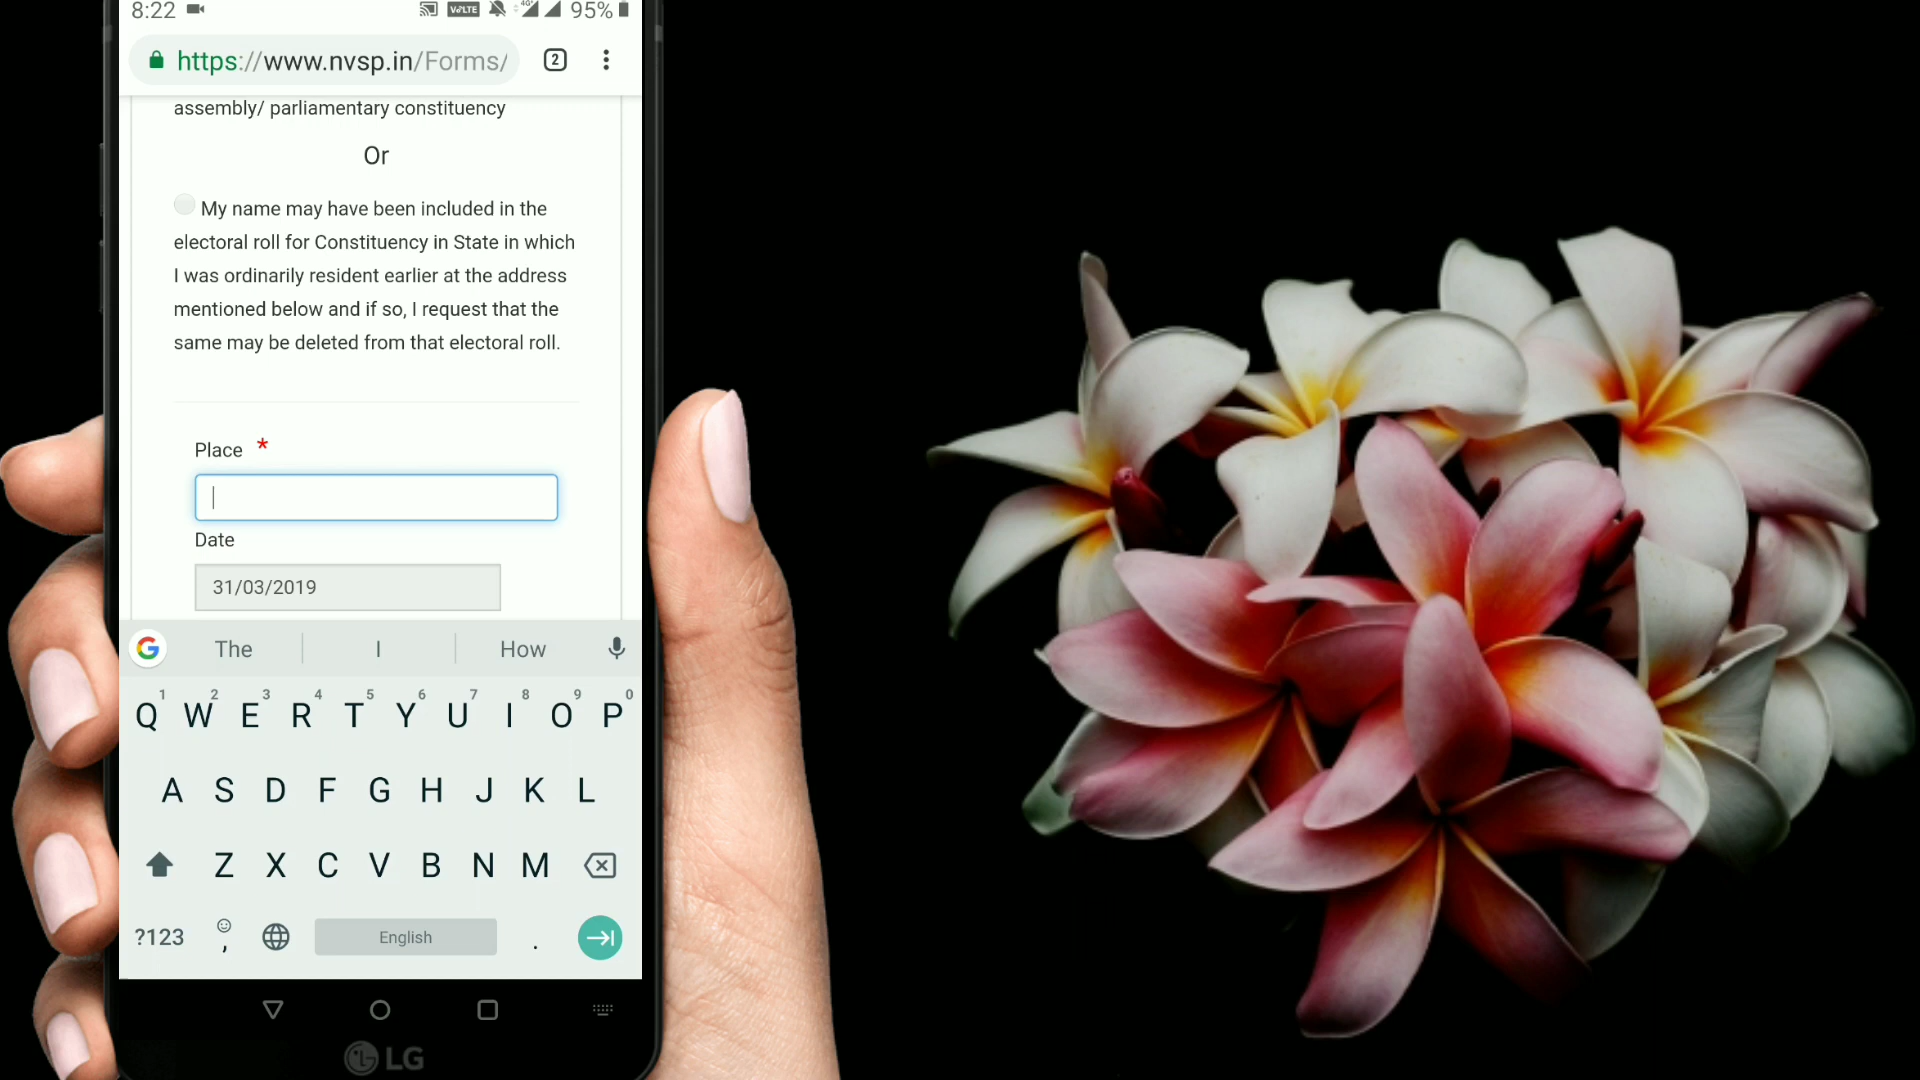 8:22 VoLTE 4G 95%
https://www.nvsp.in/Forms/ 2
assembly/ parliamentary constituency
Or
My name may have been included in the
electoral roll for Constituency in State in which
I was ordinarily resident earlier at the address
mentioned below and if so, I request that the
same may be deleted from that electoral roll.
Place *
Date
31/03/2019
G The I How
1 2 3 4 5 6 7 8 9 0
Q W E R T Y U I O P
A S D F G H J K L
Z X C V B N M
?123 , English .
LG